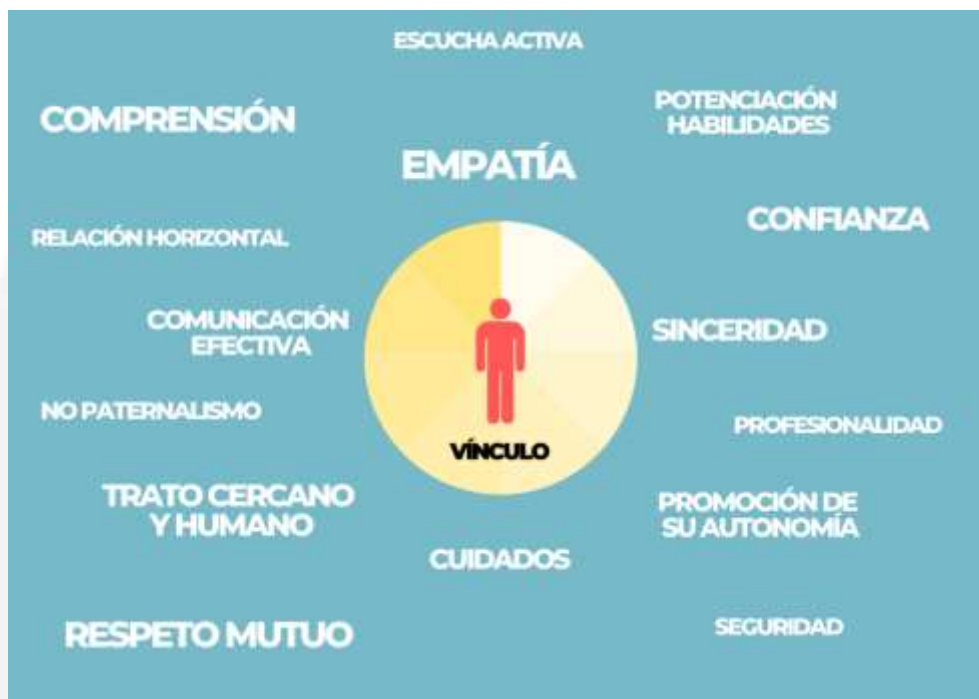 ESCUCHA ACTIVA
COMPRENSIÓN
POTENCIACIÓN
HABILIDADES
EMPATÍA
CONFIANZA
RELACIÓN HORIZONTAL
COMUNICACIÓN
EFECTIVA
SINCERIDAD
NO PATERNALISMO
PROFESIONALIDAD
VÍNCULO
TRATO CERCANO
Y HUMANO
PROMOCIÓN DE
SU AUTONOMÍA
CUIDADOS
RESPETO MUTUO
SEGURIDAD